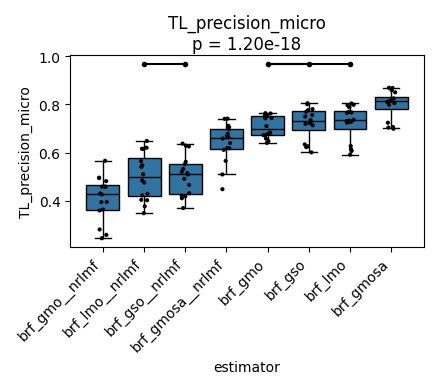 TL_precision_micro
p = 1.20e-18
TL_precision_micro
1.0
0.8
0.6
0.4
brf_gmo__nrlmf
brf_lmo__nrlmf
brf_gso__nrlmf
brf_gmosa__nrlmf
brf_gmo
brf_gso
brf_lmo
brf_gmosa
estimator